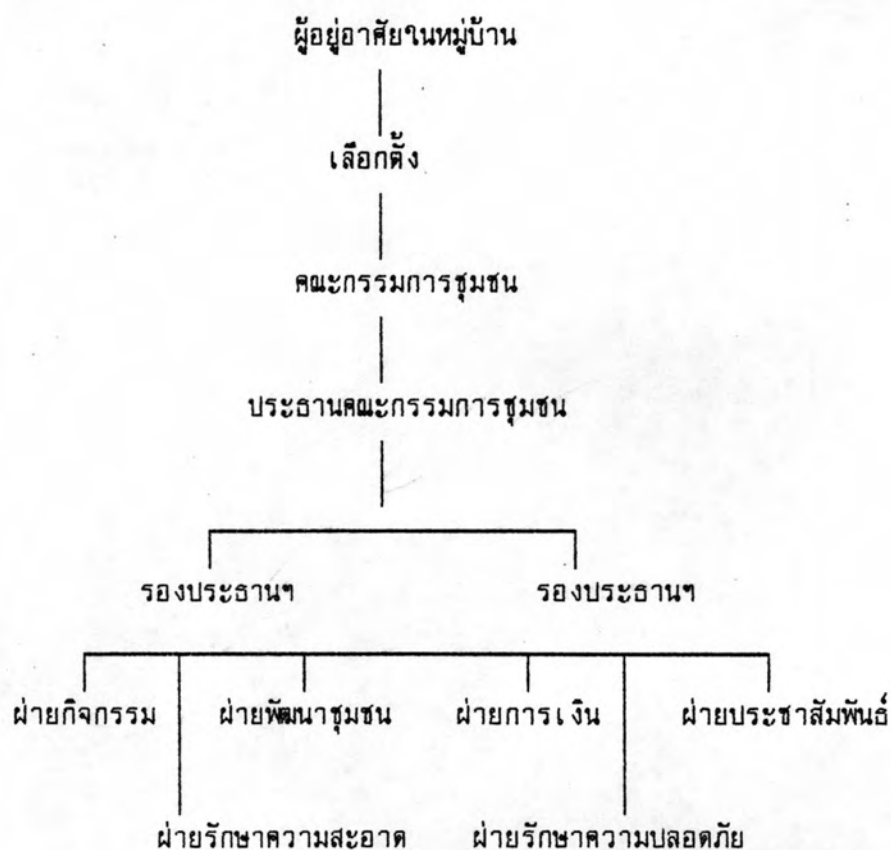 ผู้อยู่อาศัยในหมู่บ้าน
เลือกตั้ง
คณะกรรมการชุมชน
ประธานคณะกรรมการชุมชน
รองประธานฯ รองประธานฯ
ฝ่ายกิจกรรม ฝ่ายพัฒนาชุมชน ฝ่ายการเงิน ฝ่ายประชาสัมพันธ์
ฝ่ายรักษาความสะอาด ฝ่ายรักษาความปลอดภัย